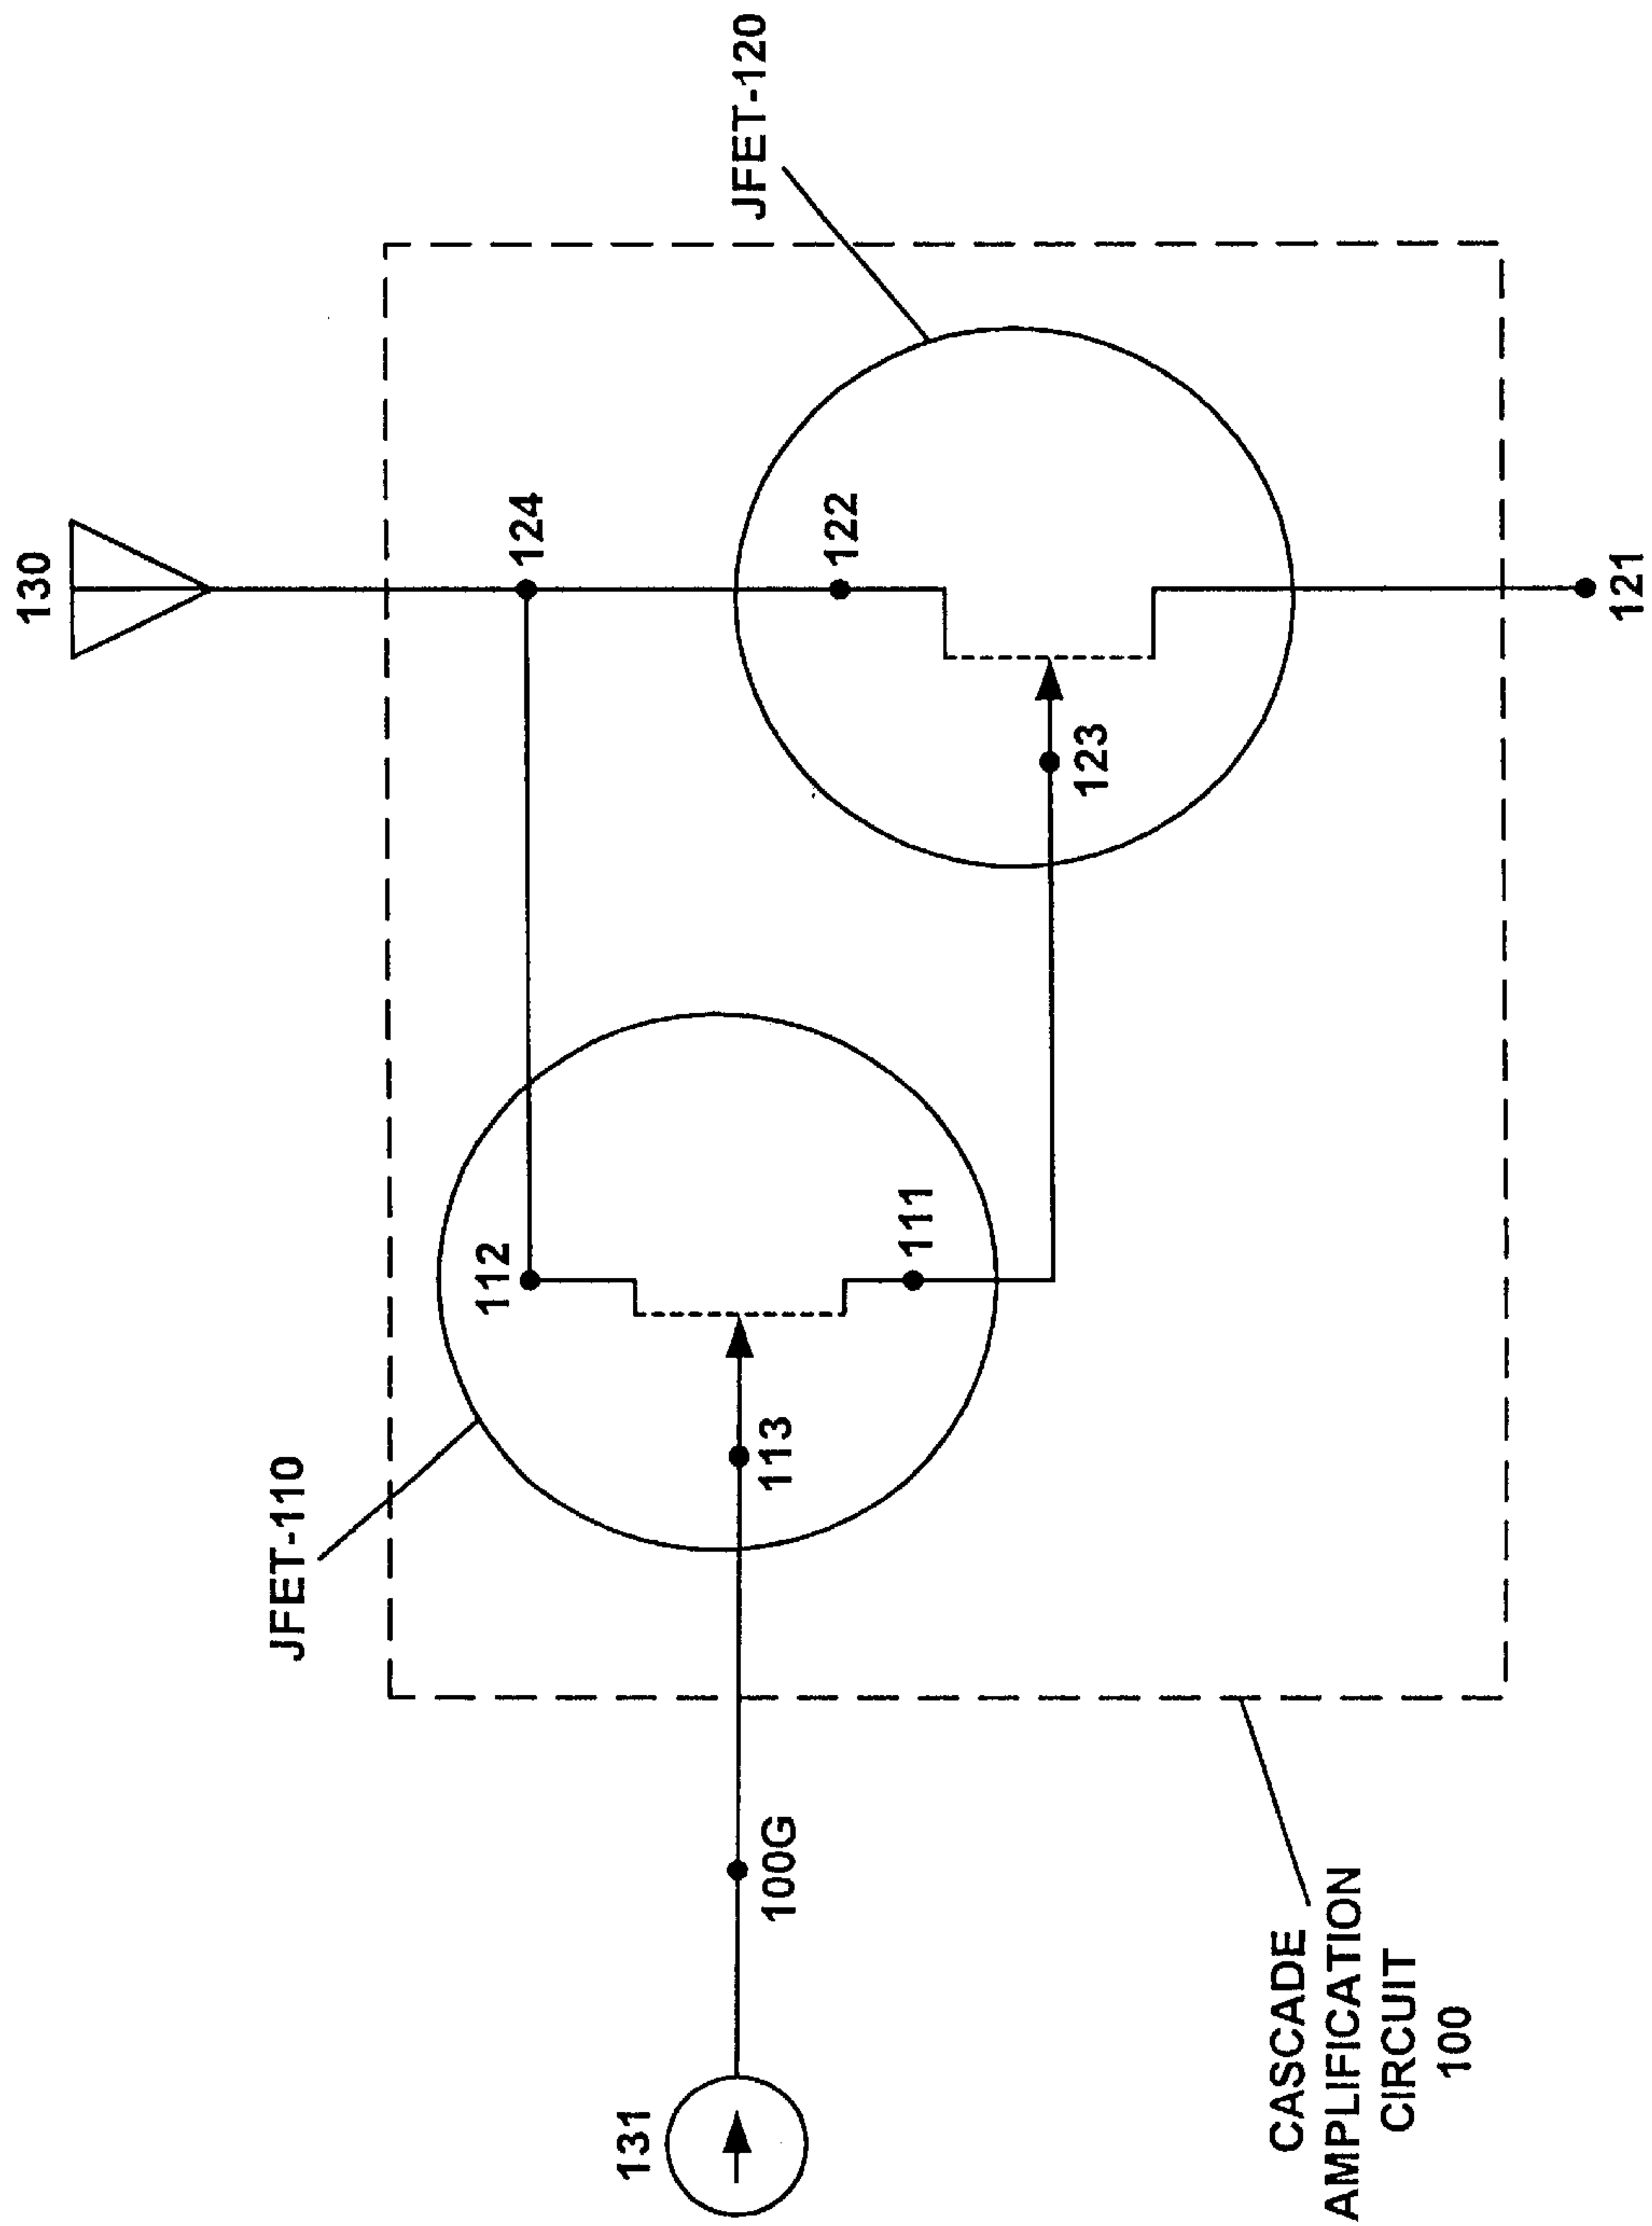 130
JFET-110
112
124
131
JFET-120
113
100G
122
111
123
CASCADE
AMPLIFICATION
CIRCUIT
100
121